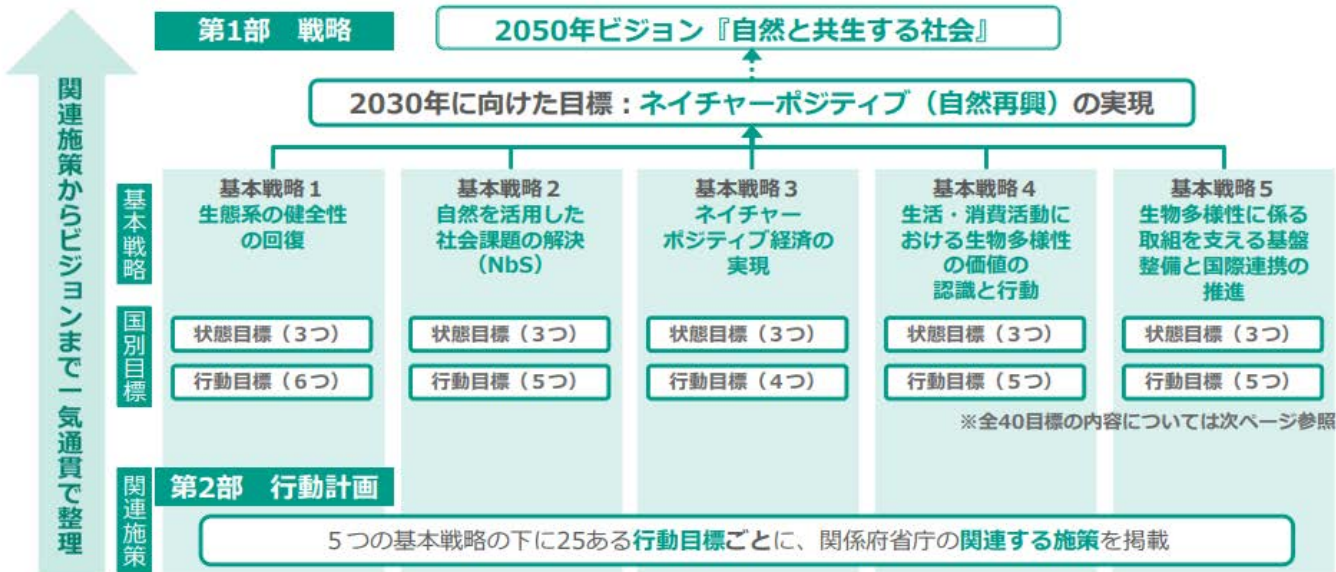 第1部 戦略
2050年ビジョン『自然と共生する社会』
2030年に向けた目標：ネイチャーポジティブ（自然再興）の実現
関連施策からビジョンまで一気通貫で整理
基本戦略
基本戦略１
生態系の健全性
の回復
基本戦略２
自然を活用した
社会課題の解決
（NbS）
基本戦略３
ネイチャー
ポジティブ経済の
実現
基本戦略４
生活・消費活動に
おける生物多様性
の価値の
認識と行動
基本戦略５
生物多様性に係る
取組を支える基盤
整備と国際連携の
推進
国別目標
状態目標（３つ）
状態目標（３つ）
状態目標（３つ）
状態目標（３つ）
状態目標（３つ）
行動目標（６つ）
行動目標（５つ）
行動目標（４つ）
行動目標（５つ）
行動目標（５つ）
※全40目標の内容については次ページ参照
関連施策
第2部 行動計画
５つの基本戦略の下に25ある行動目標ごとに、関係府省庁の関連する施策を掲載